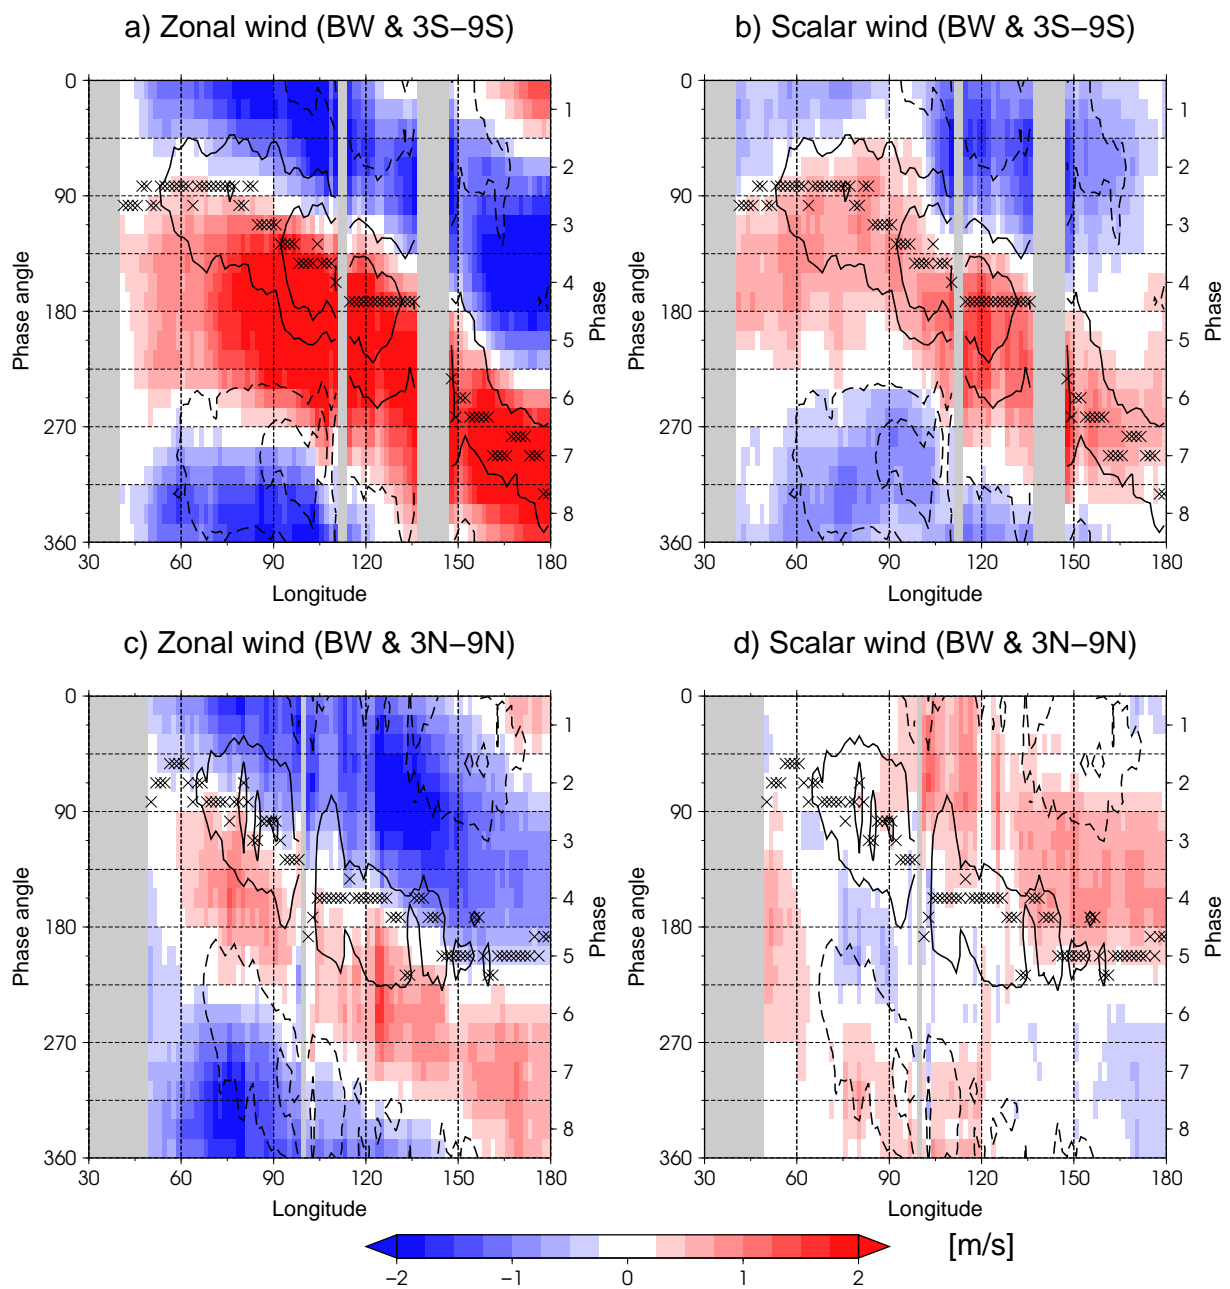 a) Zonal wind (BW & 3S−9S)
b) Scalar wind (BW & 3S−9S)
0
90
180
270
360
Phase angle
30 60 90 120 150 180
Longitude
1
2
3
4
5
6
7
8
Phase
0
90
180
270
360
Phase angle
30 60 90 120 150 180
Longitude
1
2
3
4
5
6
7
8
Phase
c) Zonal wind (BW & 3N−9N)
d) Scalar wind (BW & 3N−9N)
0
90
180
270
360
Phase angle
30 60 90 120 150 180
Longitude
1
2
3
4
5
6
7
8
Phase
0
90
180
270
360
Phase angle
30 60 90 120 150 180
Longitude
1
2
3
4
5
6
7
8
Phase
−2 −1 0 1 2
[m/s]